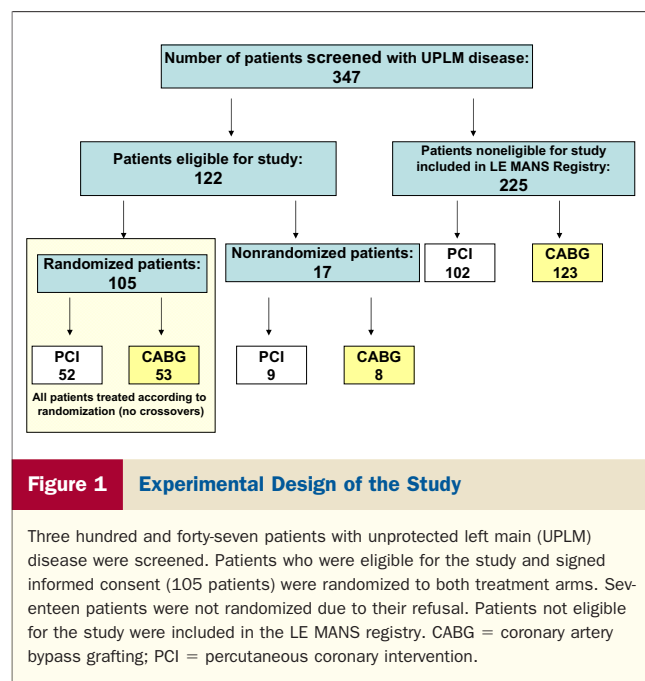 Number of patients screened with UPLM disease:
347
Patients eligible for study:
122
Patients noneligible for study
included in LE MANS Registry:
225
Randomized patients:
105
Nonrandomized patients:
17
PCI
102
CABG
123
PCI
52
CABG
53
PCI
9
CABG
8
All patients treated according to
randomization (no crossovers)
Figure 1 Experimental Design of the Study
Three hundred and forty-seven patients with unprotected left main (UPLM)
disease were screened. Patients who were eligible for the study and signed
informed consent (105 patients) were randomized to both treatment arms. Sev-
enteen patients were not randomized due to their refusal. Patients not eligible
for the study were included in the LE MANS registry. CABG = coronary artery
bypass grafting; PCI = percutaneous coronary intervention.